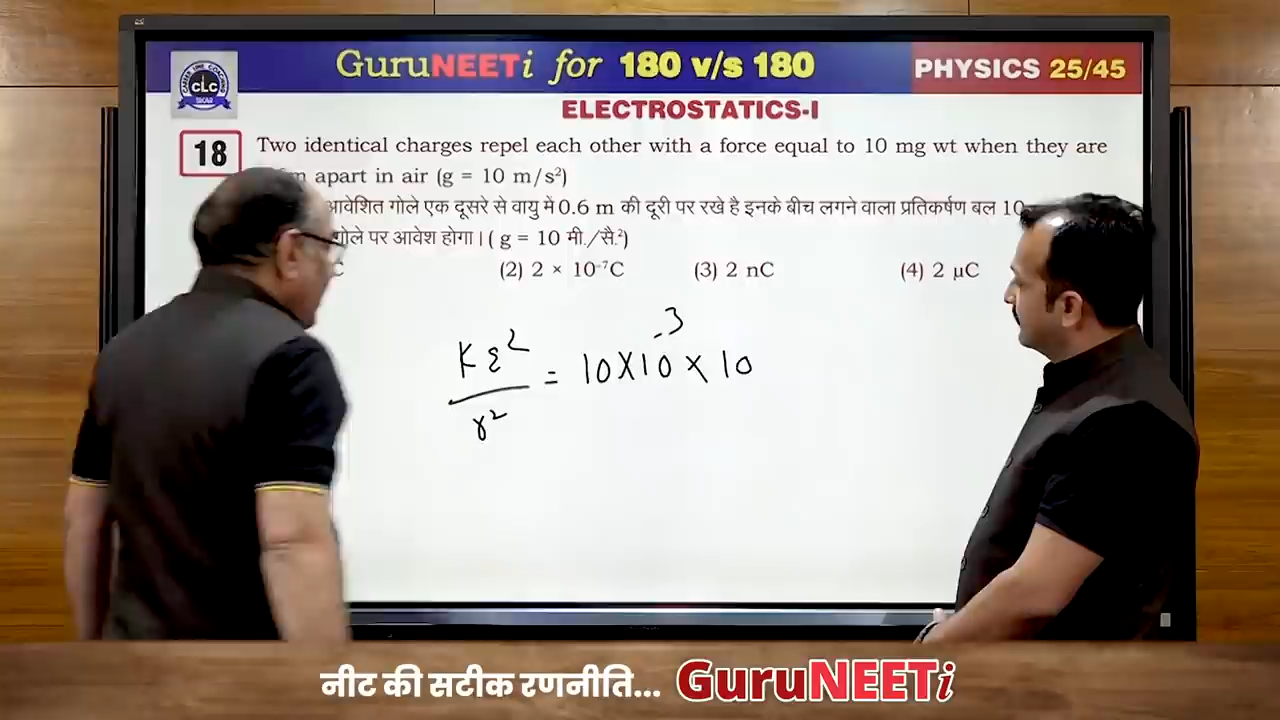 GuruNEETi for 180 v/s 180
PHYSICS 25/45
CLC
SIKAR
ELECTROSTATICS-I
18
Two identical charges repel each other with a force equal to 10 mg wt when they are
m apart in air (g = 10 m/s²)
आवेशित गोले एक दूसरे से वायु में 0.6 m की दूरी पर रखे है इनके बीच लगने वाला प्रतिकर्षण बल 10
गोले पर आवेश होगा। ( g = 10 मी./सै.²)
C (2) 2 × 10⁻⁷C (3) 2 nC (4) 2 µC
Kq²/r² = 10×10⁻³×10
नीट की सटीक रणनीति... GuruNEETi